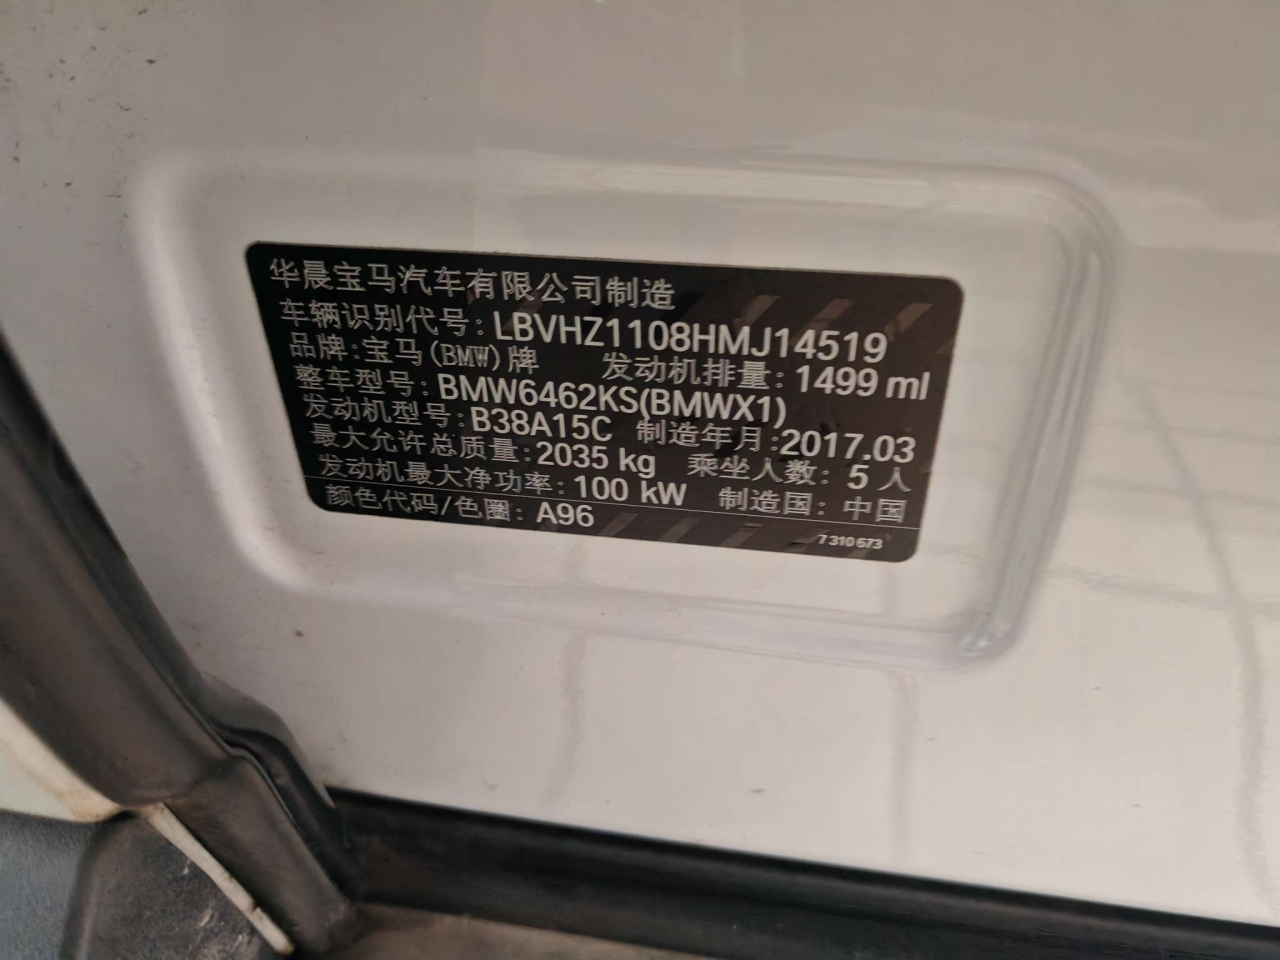 华晨宝马汽车有限公司制造
车辆识别代号: LBVHZ1108HMJ14519
品牌: 宝马(BMW)牌 发动机排量: 1499 ml
整车型号: BMW6462KS(BMWX1)
发动机型号: B38A15C 制造年月: 2017.03
最大允许总质量: 2035 kg 乘坐人数: 5 人
发动机最大净功率: 100 kW 制造国: 中国
颜色代码/色圈: A96
7 310 673